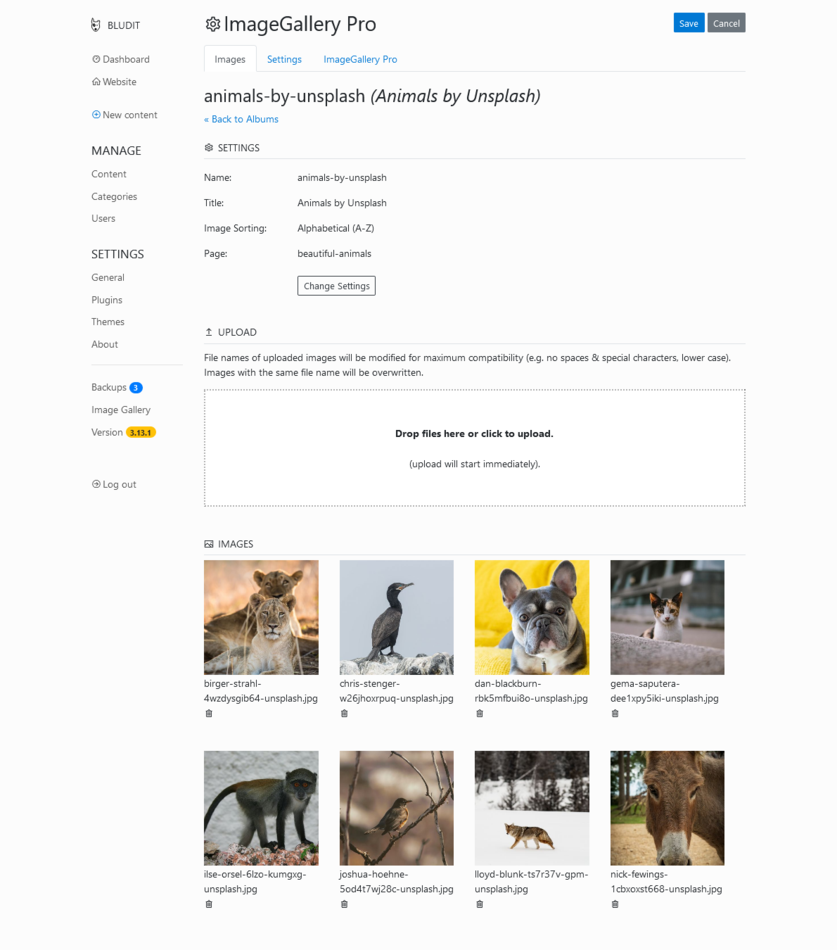 BLUDIT
Dashboard
Website
New content
MANAGE
Content
Categories
Users
SETTINGS
General
Plugins
Themes
About
Backups 3
Image Gallery
Version 3.13.1
Log out
ImageGallery Pro
Save
Cancel
Images
Settings
ImageGallery Pro
animals-by-unsplash (Animals by Unsplash)
« Back to Albums
SETTINGS
Name: animals-by-unsplash
Title: Animals by Unsplash
Image Sorting: Alphabetical (A-Z)
Page: beautiful-animals
Change Settings
UPLOAD
File names of uploaded images will be modified for maximum compatibility (e.g. no spaces & special characters, lower case).
Images with the same file name will be overwritten.
Drop files here or click to upload.
(upload will start immediately).
IMAGES
birger-strahl-
4wzdysgib64-unsplash.jpg
chris-stenger-
w26jhoxrpuq-unsplash.jpg
dan-blackburn-
rbk5mfbui8o-unsplash.jpg
gema-saputera-
dee1xpy5iki-unsplash.jpg
ilse-orsel-6lzo-kumgxg-
unsplash.jpg
joshua-hoehne-
5od4t7wj28c-unsplash.jpg
lloyd-blunk-ts7r37v-gpm-
unsplash.jpg
nick-fewings-
1cbxoxst668-unsplash.jpg